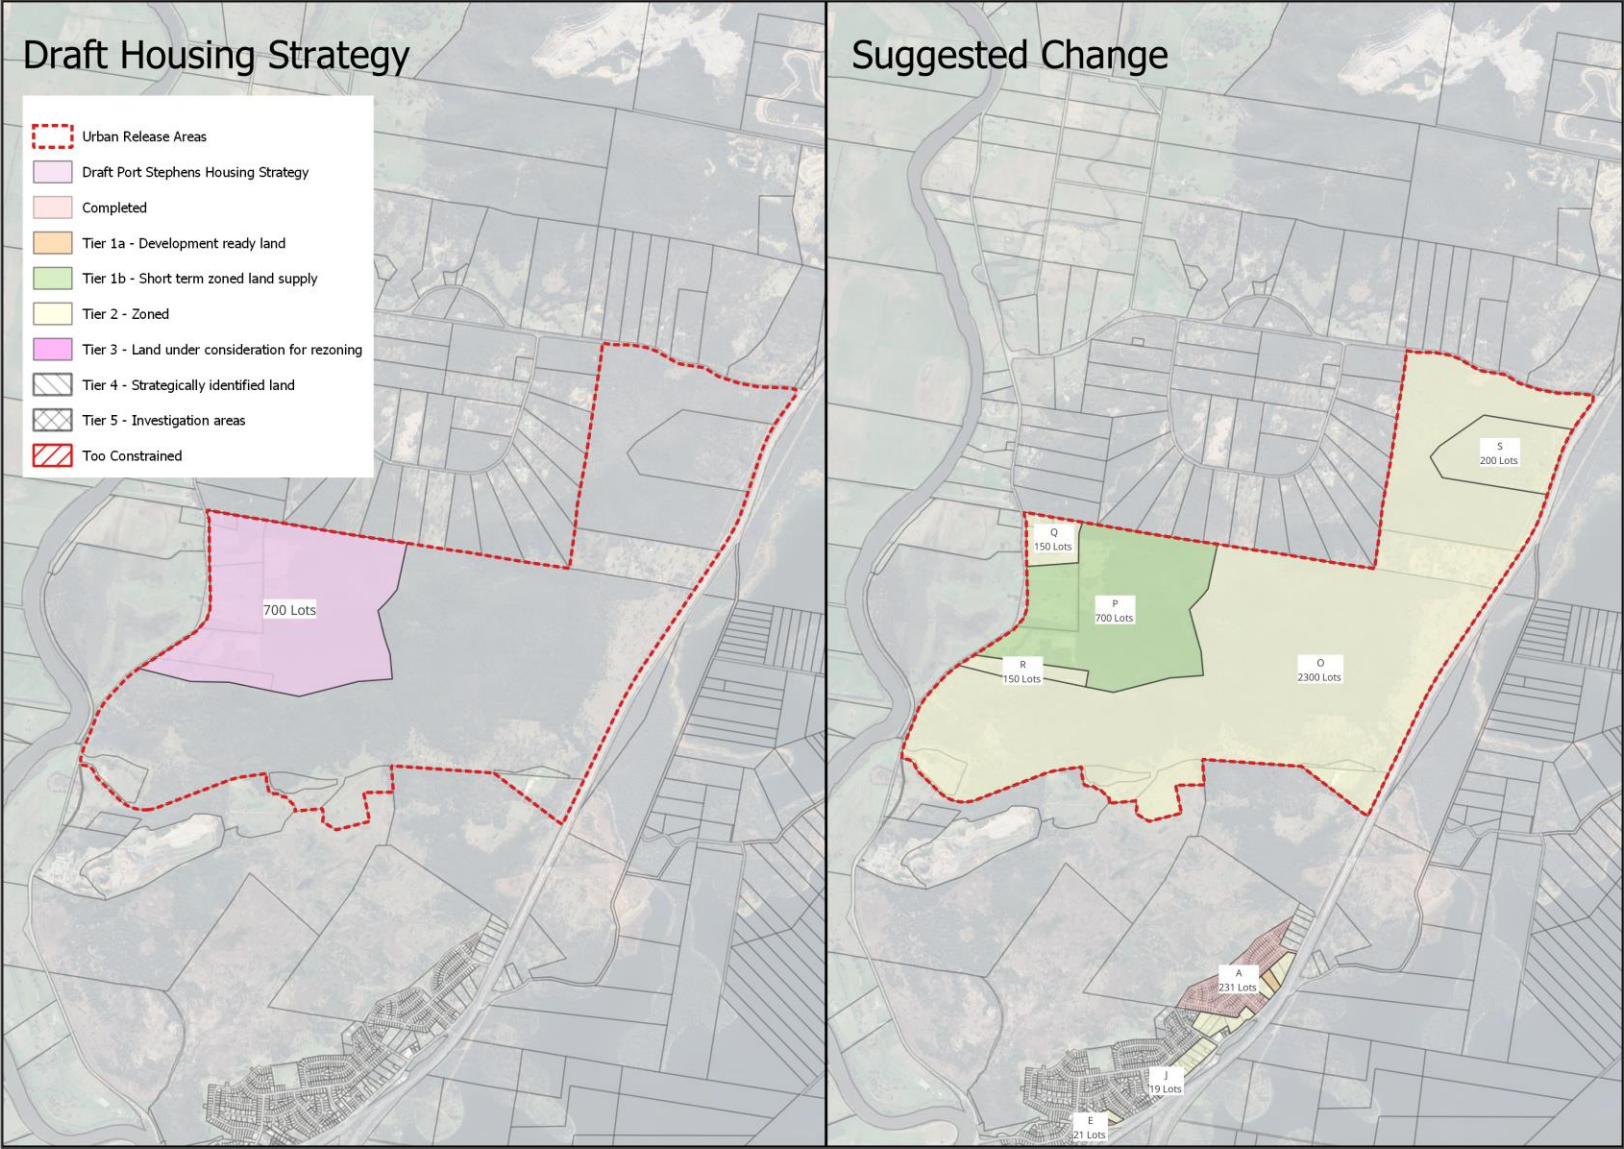 Draft Housing Strategy
Urban Release Areas
Draft Port Stephens Housing Strategy
Completed
Tier 1a - Development ready land
Tier 1b - Short term zoned land supply
Tier 2 - Zoned
Tier 3 - Land under consideration for rezoning
Tier 4 - Strategically identified land
Tier 5 - Investigation areas
Too Constrained
700 Lots
Suggested Change
S
200 Lots
Q
150 Lots
P
700 Lots
R
150 Lots
O
2300 Lots
A
231 Lots
J
19 Lots
E
21 Lots